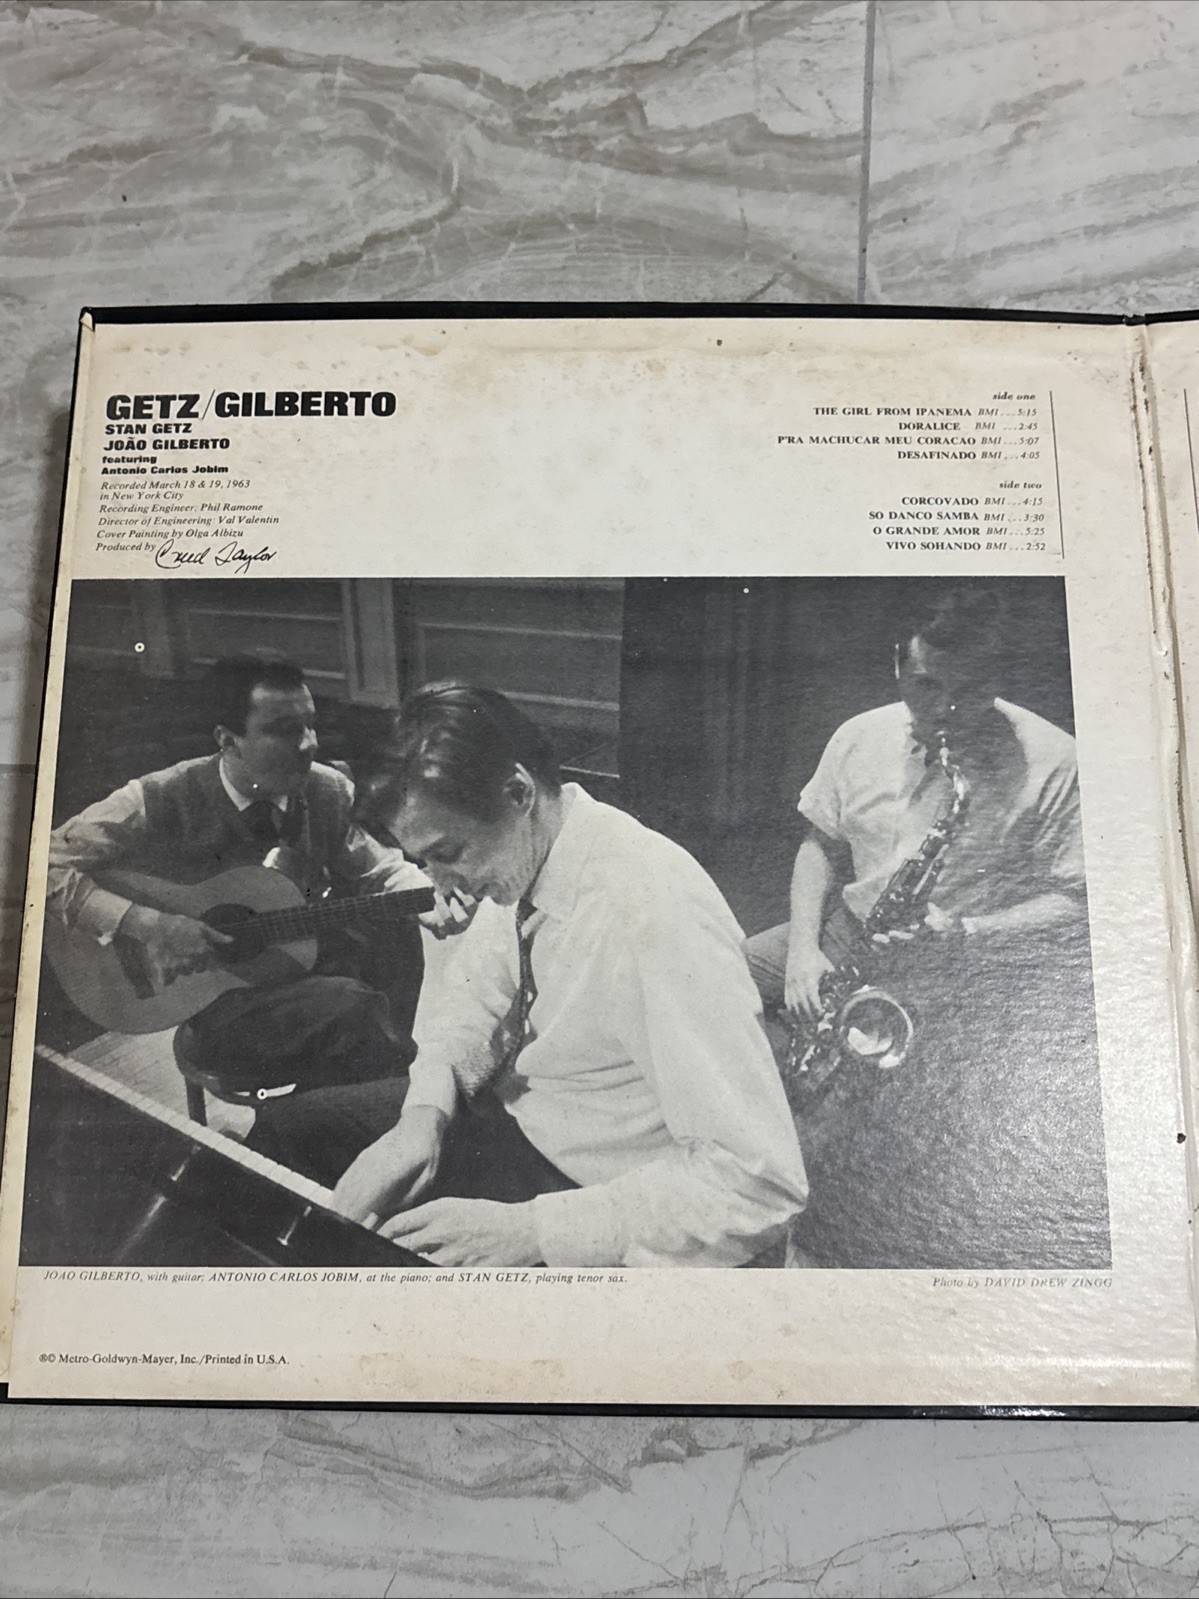 GETZ/GILBERTO
STAN GETZ
JOÃO GILBERTO
featuring
Antonio Carlos Jobim
Recorded March 18 & 19, 1963
in New York City
Recording Engineer: Phil Ramone
Director of Engineering: Val Valentin
Cover Painting by Olga Albizu
Produced by Creed Taylor
side one
THE GIRL FROM IPANEMA BMI...5:15
DORALICE BMI ...2:45
P'RA MACHUCAR MEU CORACAO BMI...5:07
DESAFINADO BMI...4:05
side two
CORCOVADO BMI...4:15
SO DANCO SAMBA BMI...3:30
O GRANDE AMOR BMI...5:25
VIVO SOHANDO BMI...2:52
JOAO GILBERTO, with guitar; ANTONIO CARLOS JOBIM, at the piano; and STAN GETZ, playing tenor sax.
Photo by DAVID DREW ZINGG
®© Metro-Goldwyn-Mayer, Inc./Printed in U.S.A.